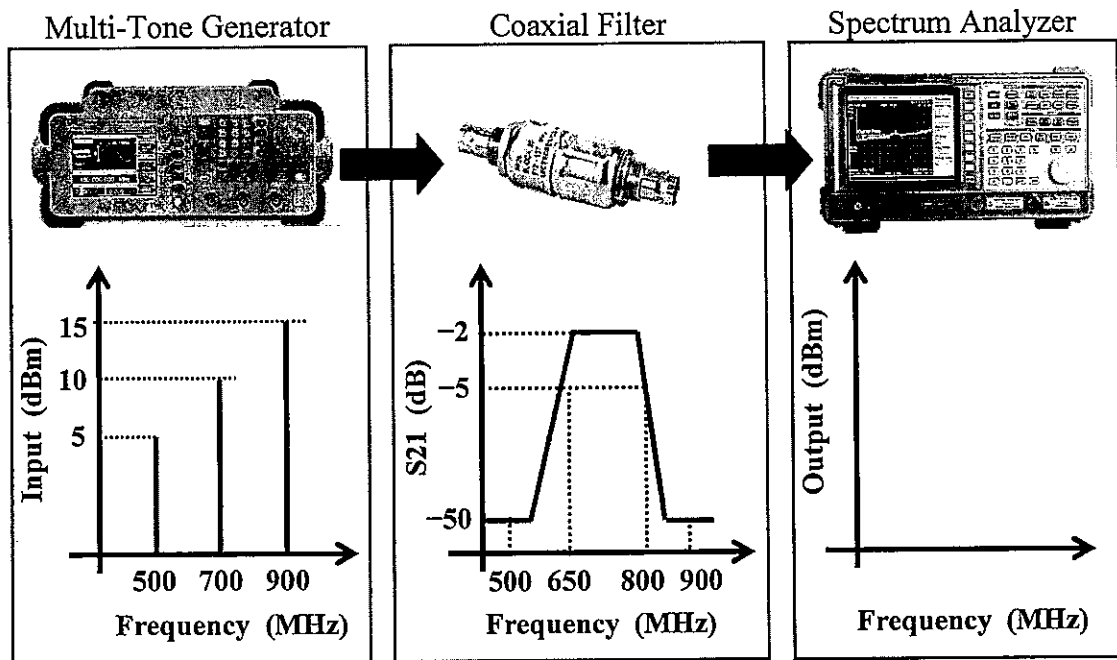 Multi-Tone Generator
Coaxial Filter
Spectrum Analyzer
Input (dBm)
15
10
5
500 700 900
Frequency (MHz)
S21 (dB)
−2
−5
−50
500 650 800 900
Frequency (MHz)
Output (dBm)
Frequency (MHz)